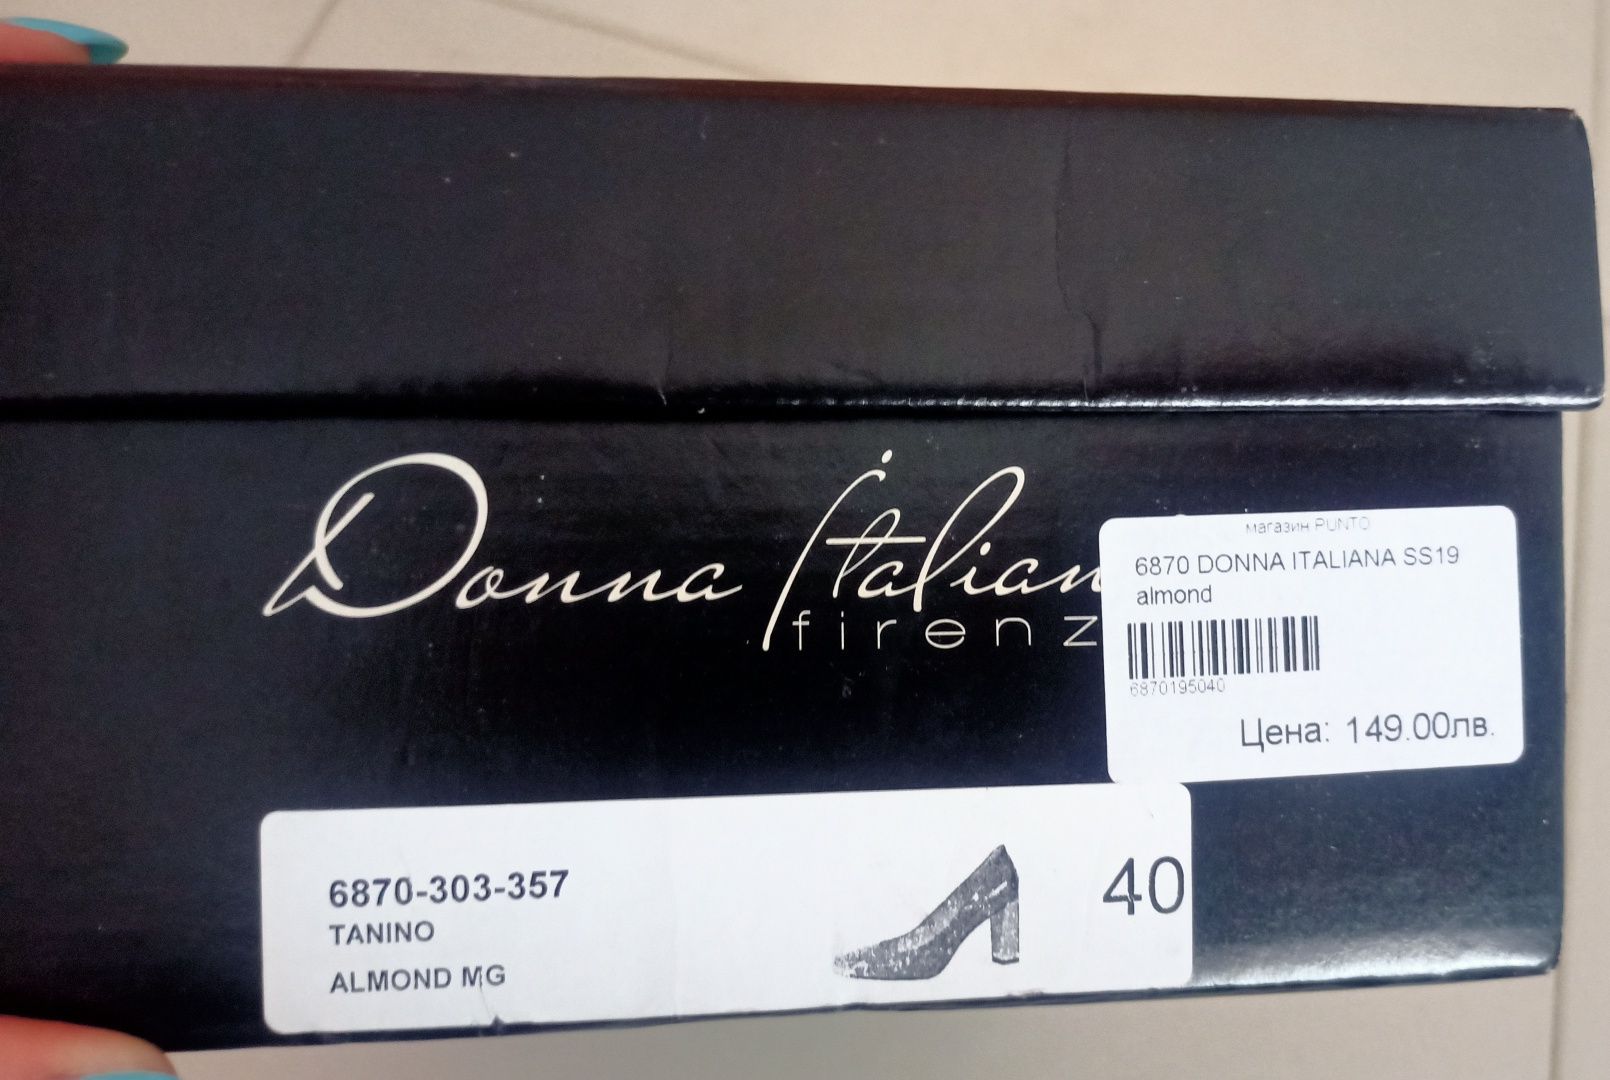 Donna Italian
firenz
магазин PUNTO
6870 DONNA ITALIANA SS19
almond
6870195040
Цена: 149.00лв.
6870-303-357
TANINO
ALMOND MG
40